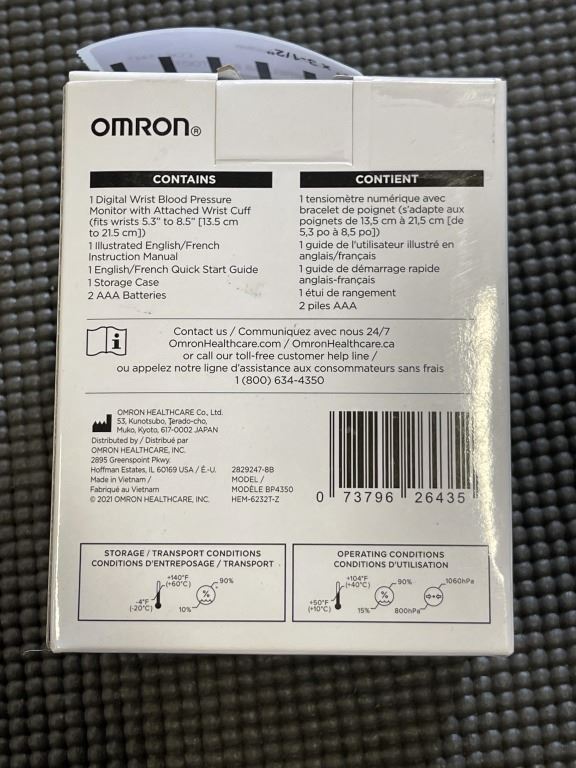 x 3-1/2"
OMRON®
CONTAINS
1 Digital Wrist Blood Pressure
Monitor with Attached Wrist Cuff
(fits wrists 5.3" to 8.5" [13.5 cm
to 21.5 cm])
1 Illustrated English/French
Instruction Manual
1 English/French Quick Start Guide
1 Storage Case
2 AAA Batteries
CONTIENT
1 tensiomètre numérique avec
bracelet de poignet (s'adapte aux
poignets de 13,5 cm à 21,5 cm [de
5,3 po à 8,5 po])
1 guide de l'utilisateur illustré en
anglais/français
1 guide de démarrage rapide
anglais-français
1 étui de rangement
2 piles AAA
Contact us / Communiquez avec nous 24/7
OmronHealthcare.com / OmronHealthcare.ca
or call our toll-free customer help line /
ou appelez notre ligne d'assistance aux consommateurs sans frais
1 (800) 634-4350
OMRON HEALTHCARE Co., Ltd.
53, Kunotsubo, Terado-cho,
Muko, Kyoto, 617-0002 JAPAN
Distributed by / Distribué par
OMRON HEALTHCARE, INC.
2895 Greenspoint Pkwy.
Hoffman Estates, IL 60169 USA / É.-U.
Made in Vietnam /
Fabriqué au Vietnam
© 2021 OMRON HEALTHCARE, INC.
2829247-8B
MODEL /
MODÈLE BP4350
HEM-6232T-Z
0 73796 26435
STORAGE / TRANSPORT CONDITIONS
CONDITIONS D'ENTREPOSAGE / TRANSPORT
+140°F
(+60°C)
-4°F
(-20°C)
90%
%
10%
OPERATING CONDITIONS
CONDITIONS D'UTILISATION
+104°F
(+40°C)
+50°F
(+10°C)
90%
%
15%
1060hPa
800hPa